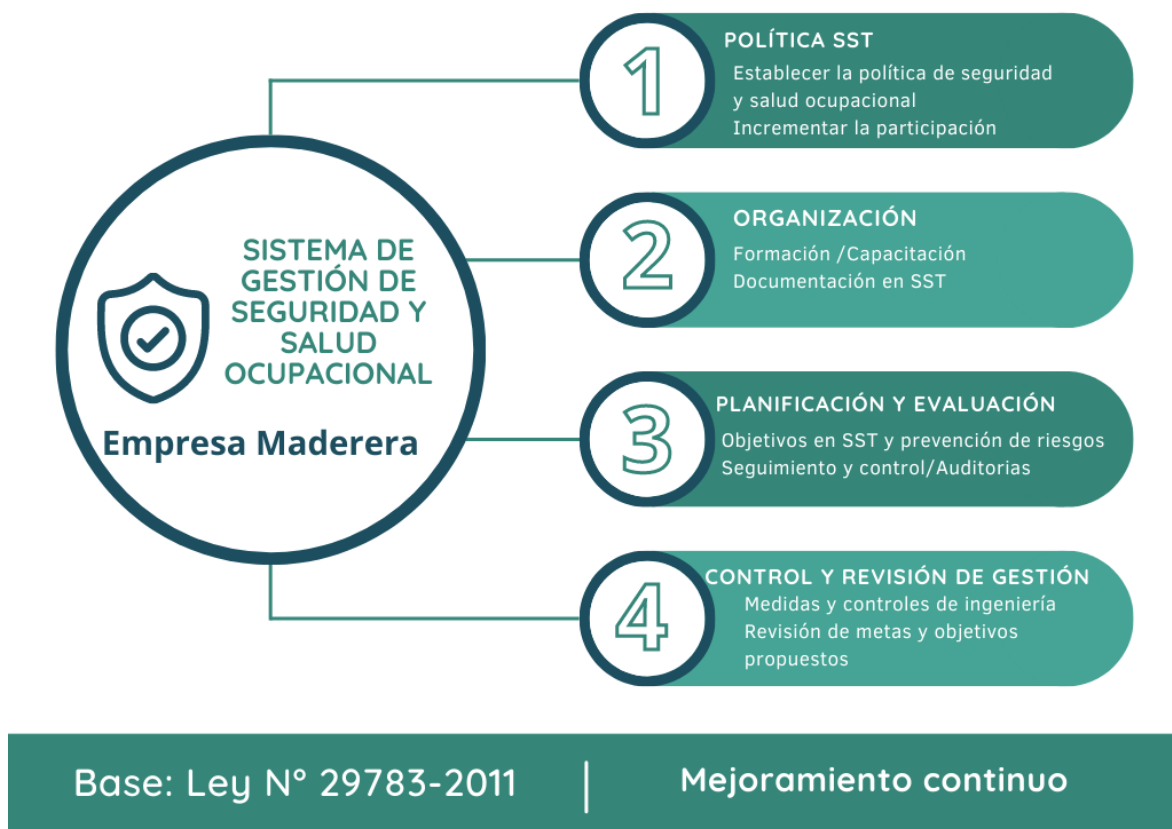 SISTEMA DE
GESTIÓN DE
SEGURIDAD Y
SALUD
OCUPACIONAL
Empresa Maderera
1
POLÍTICA SST
Establecer la política de seguridad
y salud ocupacional
Incrementar la participación
2
ORGANIZACIÓN
Formación /Capacitación
Documentación en SST
3
PLANIFICACIÓN Y EVALUACIÓN
Objetivos en SST y prevención de riesgos
Seguimiento y control/Auditorias
4
CONTROL Y REVISIÓN DE GESTIÓN
Medidas y controles de ingeniería
Revisión de metas y objetivos
propuestos
Base: Ley N° 29783-2011
Mejoramiento continuo